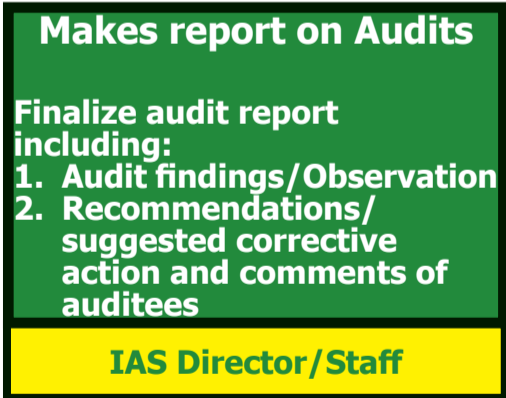 Makes report on Audits
Finalize audit report
including:
1. Audit findings/Observation
2. Recommendations/
suggested corrective
action and comments of
auditees
IAS Director/Staff